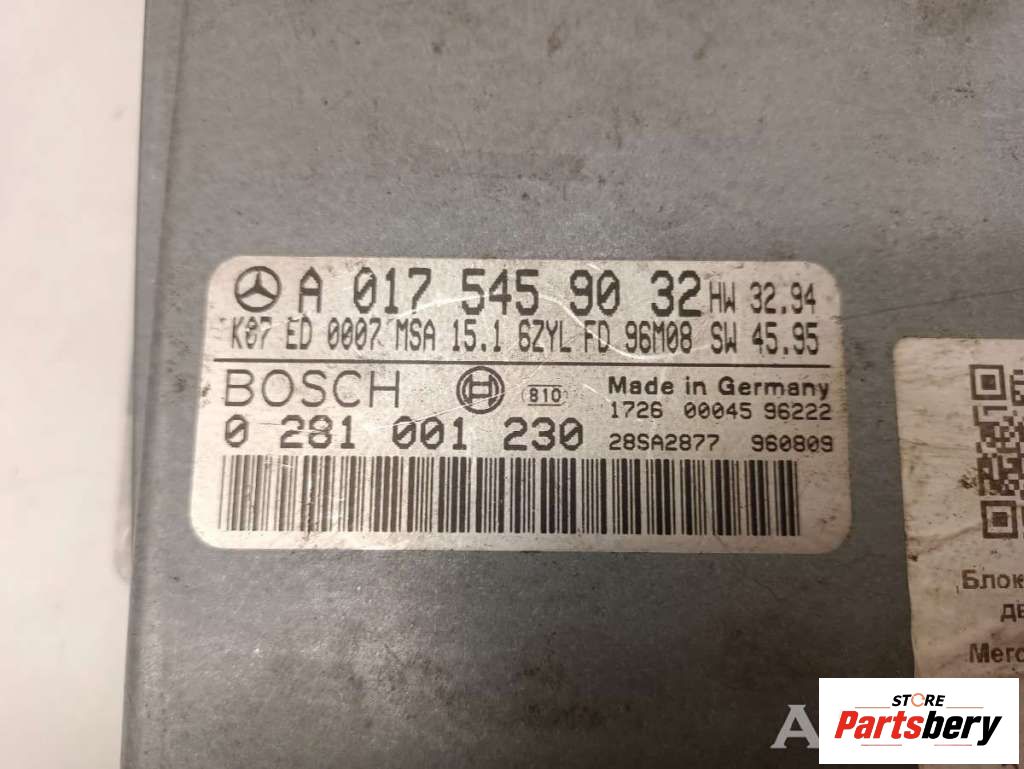 A 017 545 90 32 HW 32.94
K07 ED 0007 MSA 15.1 6ZYL FD 96M08 SW 45.95
BOSCH 810 Made in Germany
1726 00045 96222
0 281 001 230 28SA2877 960809
Блок
Merc
A
STORE
Partsbery